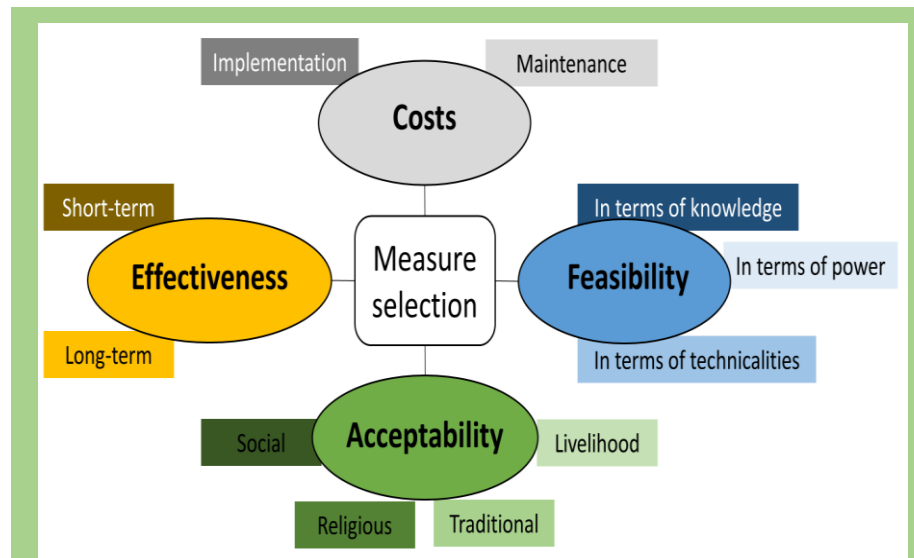 Implementation
Maintenance
Costs
Short-term
In terms of knowledge
Effectiveness
Measure
selection
Feasibility
In terms of power
Long-term
In terms of technicalities
Social
Acceptability
Livelihood
Religious
Traditional